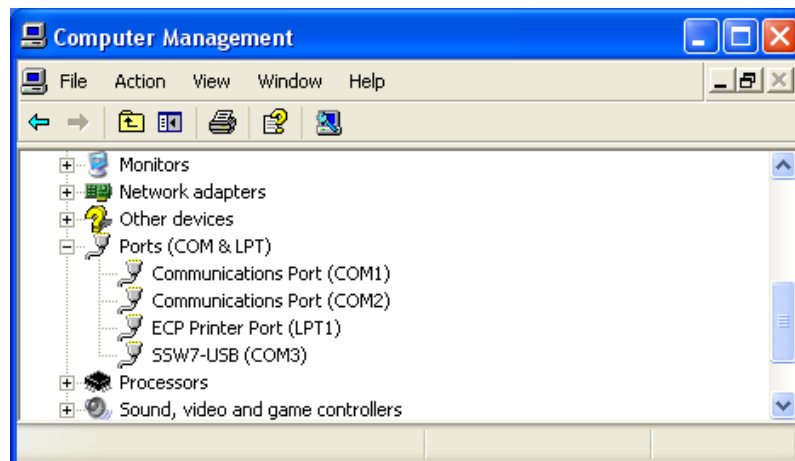 Computer Management
File Action View Window Help
Monitors
Network adapters
Other devices
Ports (COM & LPT)
Communications Port (COM1)
Communications Port (COM2)
ECP Printer Port (LPT1)
SSW7-USB (COM3)
Processors
Sound, video and game controllers